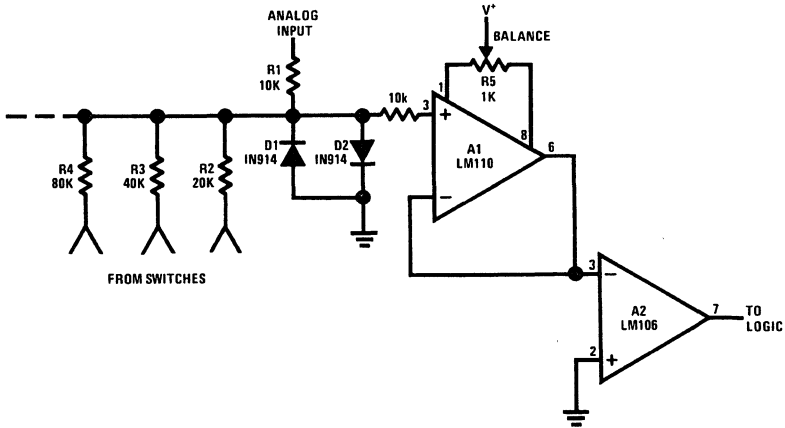 ANALOG
INPUT
V+
BALANCE
R1
10K
R5
1K
10k
1
3
+
8
6
A1
LM110
−
D1
IN914
D2
IN914
R4
80K
R3
40K
R2
20K
FROM SWITCHES
3
−
A2
LM106
7
TO
LOGIC
2
+